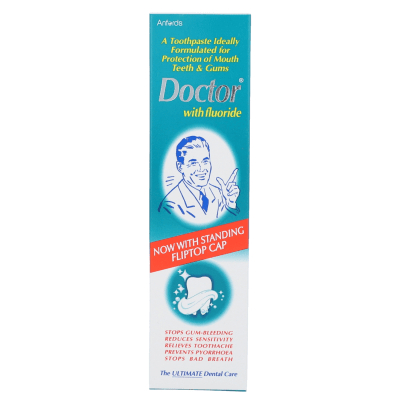 Anfords
A Toothpaste Ideally
Formulated for
Protection of Mouth
Teeth & Gums
Doctor®
with fluoride
NOW WITH STANDING
FLIPTOP CAP
STOPS GUM-BLEEDING
REDUCES SENSITIVITY
RELIEVES TOOTHACHE
PREVENTS PYORRHOEA
STOPS BAD BREATH
The ULTIMATE Dental Care